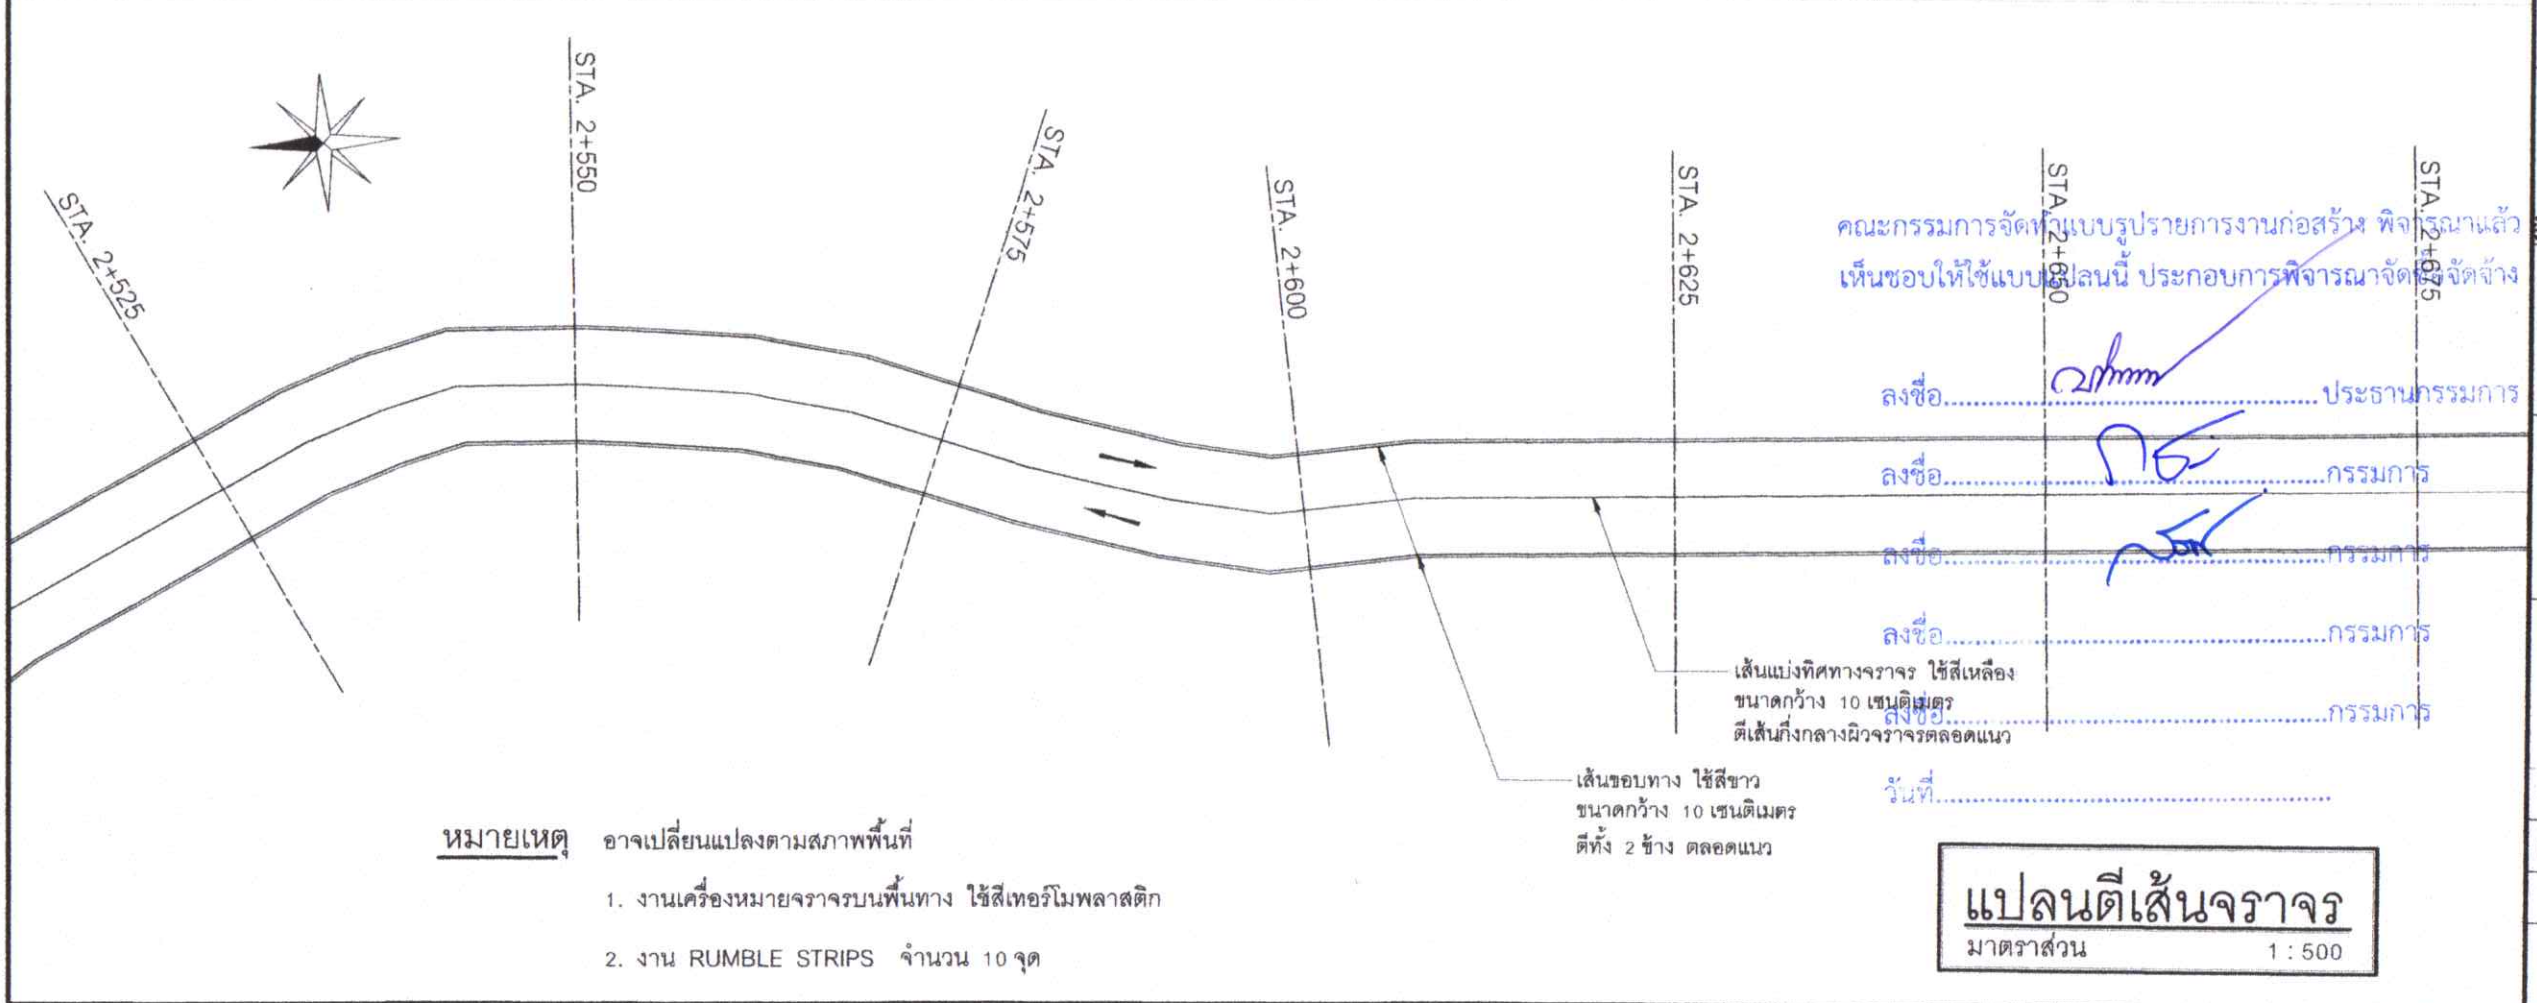 STA. 2+525
STA. 2+550
STA. 2+575
STA. 2+600
STA. 2+625
STA. 2+650
STA. 2+675
คณะกรรมการจัดทำแบบรูปรายการงานก่อสร้าง พิจารณาแล้ว
เห็นชอบให้ใช้แบบแปลนนี้ ประกอบการพิจารณาจัดซื้อจัดจ้าง
ลงชื่อ............ประธานกรรมการ
ลงชื่อ............กรรมการ
ลงชื่อ............กรรมการ
ลงชื่อ............กรรมการ
ลงชื่อ............กรรมการ
วันที่............
เส้นแบ่งทิศทางจราจร ใช้สีเหลือง
ขนาดกว้าง 10 เซนติเมตร
ตีเส้นกึ่งกลางผิวจราจรตลอดแนว
เส้นขอบทาง ใช้สีขาว
ขนาดกว้าง 10 เซนติเมตร
ตีทั้ง 2 ข้าง ตลอดแนว
หมายเหตุ อาจเปลี่ยนแปลงตามสภาพพื้นที่
1. งานเครื่องหมายจราจรบนพื้นทาง ใช้สีเทอร์โมพลาสติก
2. งาน RUMBLE STRIPS จำนวน 10 จุด
แปลนตีเส้นจราจร
มาตราส่วน 1 : 500